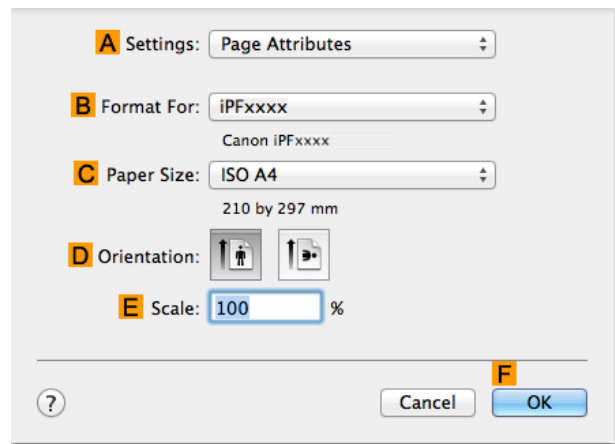 A Settings: Page Attributes
B Format For: iPFxxxx
Canon iPFxxxx
C Paper Size: ISO A4
210 by 297 mm
D Orientation:
E Scale: 100 %
F
? Cancel OK